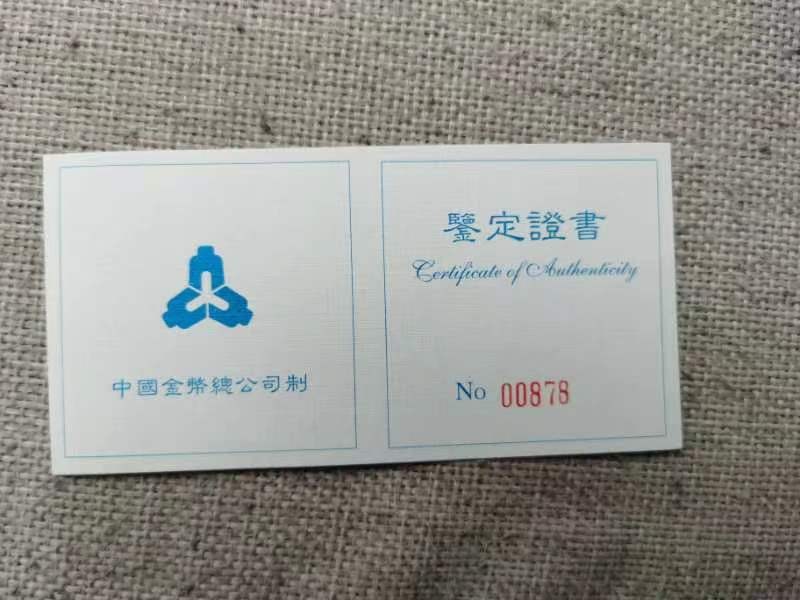 中國金幣總公司制
鑒定證書
Certificate of Authenticity
No 00878